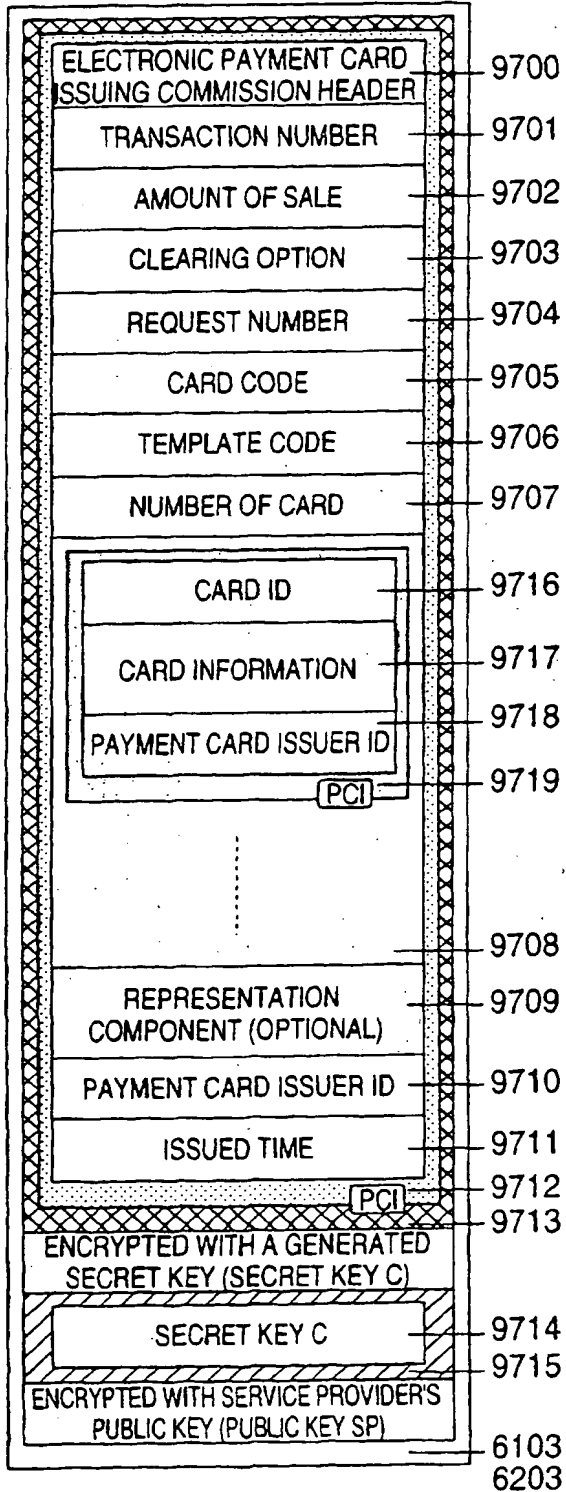 ELECTRONIC PAYMENT CARD
ISSUING COMMISSION HEADER
9700
TRANSACTION NUMBER
9701
AMOUNT OF SALE
9702
CLEARING OPTION
9703
REQUEST NUMBER
9704
CARD CODE
9705
TEMPLATE CODE
9706
NUMBER OF CARD
9707
CARD ID
9716
CARD INFORMATION
9717
PAYMENT CARD ISSUER ID
9718
PCI
9719
9708
REPRESENTATION
COMPONENT (OPTIONAL)
9709
PAYMENT CARD ISSUER ID
9710
ISSUED TIME
9711
PCI
9712
9713
ENCRYPTED WITH A GENERATED
SECRET KEY (SECRET KEY C)
SECRET KEY C
9714
9715
ENCRYPTED WITH SERVICE PROVIDER'S
PUBLIC KEY (PUBLIC KEY SP)
6103
6203